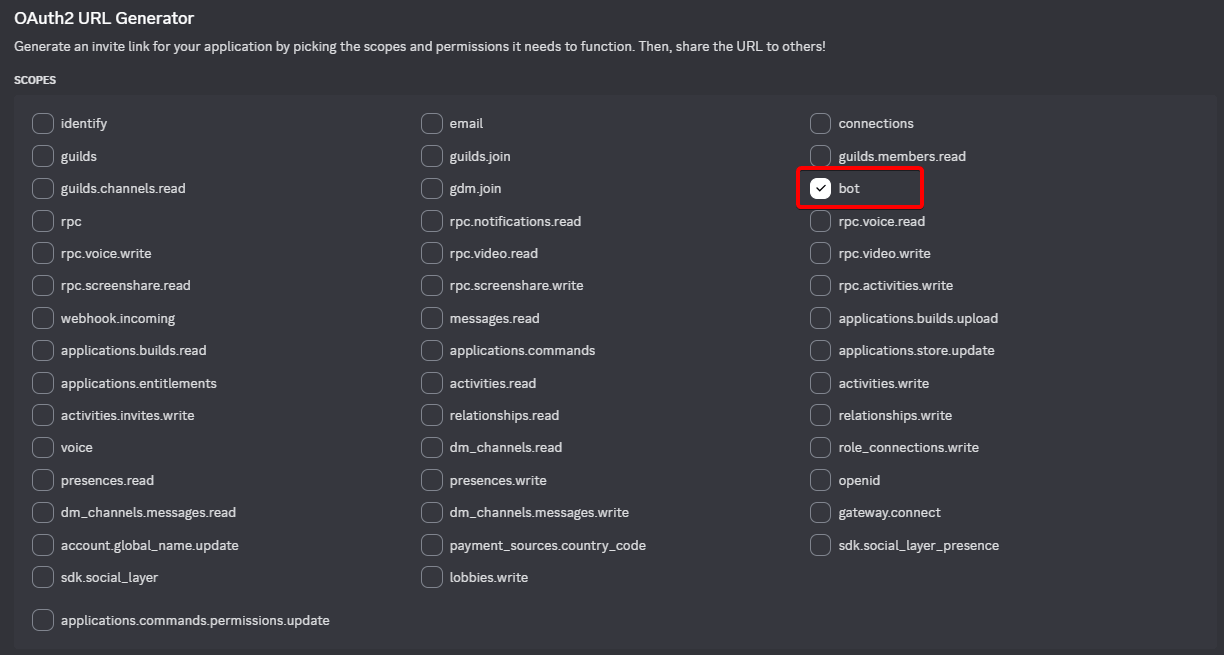 OAuth2 URL Generator
Generate an invite link for your application by picking the scopes and permissions it needs to function. Then, share the URL to others!
SCOPES
identify email connections
guilds guilds.join guilds.members.read
guilds.channels.read gdm.join bot
rpc rpc.notifications.read rpc.voice.read
rpc.voice.write rpc.video.read rpc.video.write
rpc.screenshare.read rpc.screenshare.write rpc.activities.write
webhook.incoming messages.read applications.builds.upload
applications.builds.read applications.commands applications.store.update
applications.entitlements activities.read activities.write
activities.invites.write relationships.read relationships.write
voice dm_channels.read role_connections.write
presences.read presences.write openid
dm_channels.messages.read dm_channels.messages.write gateway.connect
account.global_name.update payment_sources.country_code sdk.social_layer_presence
sdk.social_layer lobbies.write
applications.commands.permissions.update